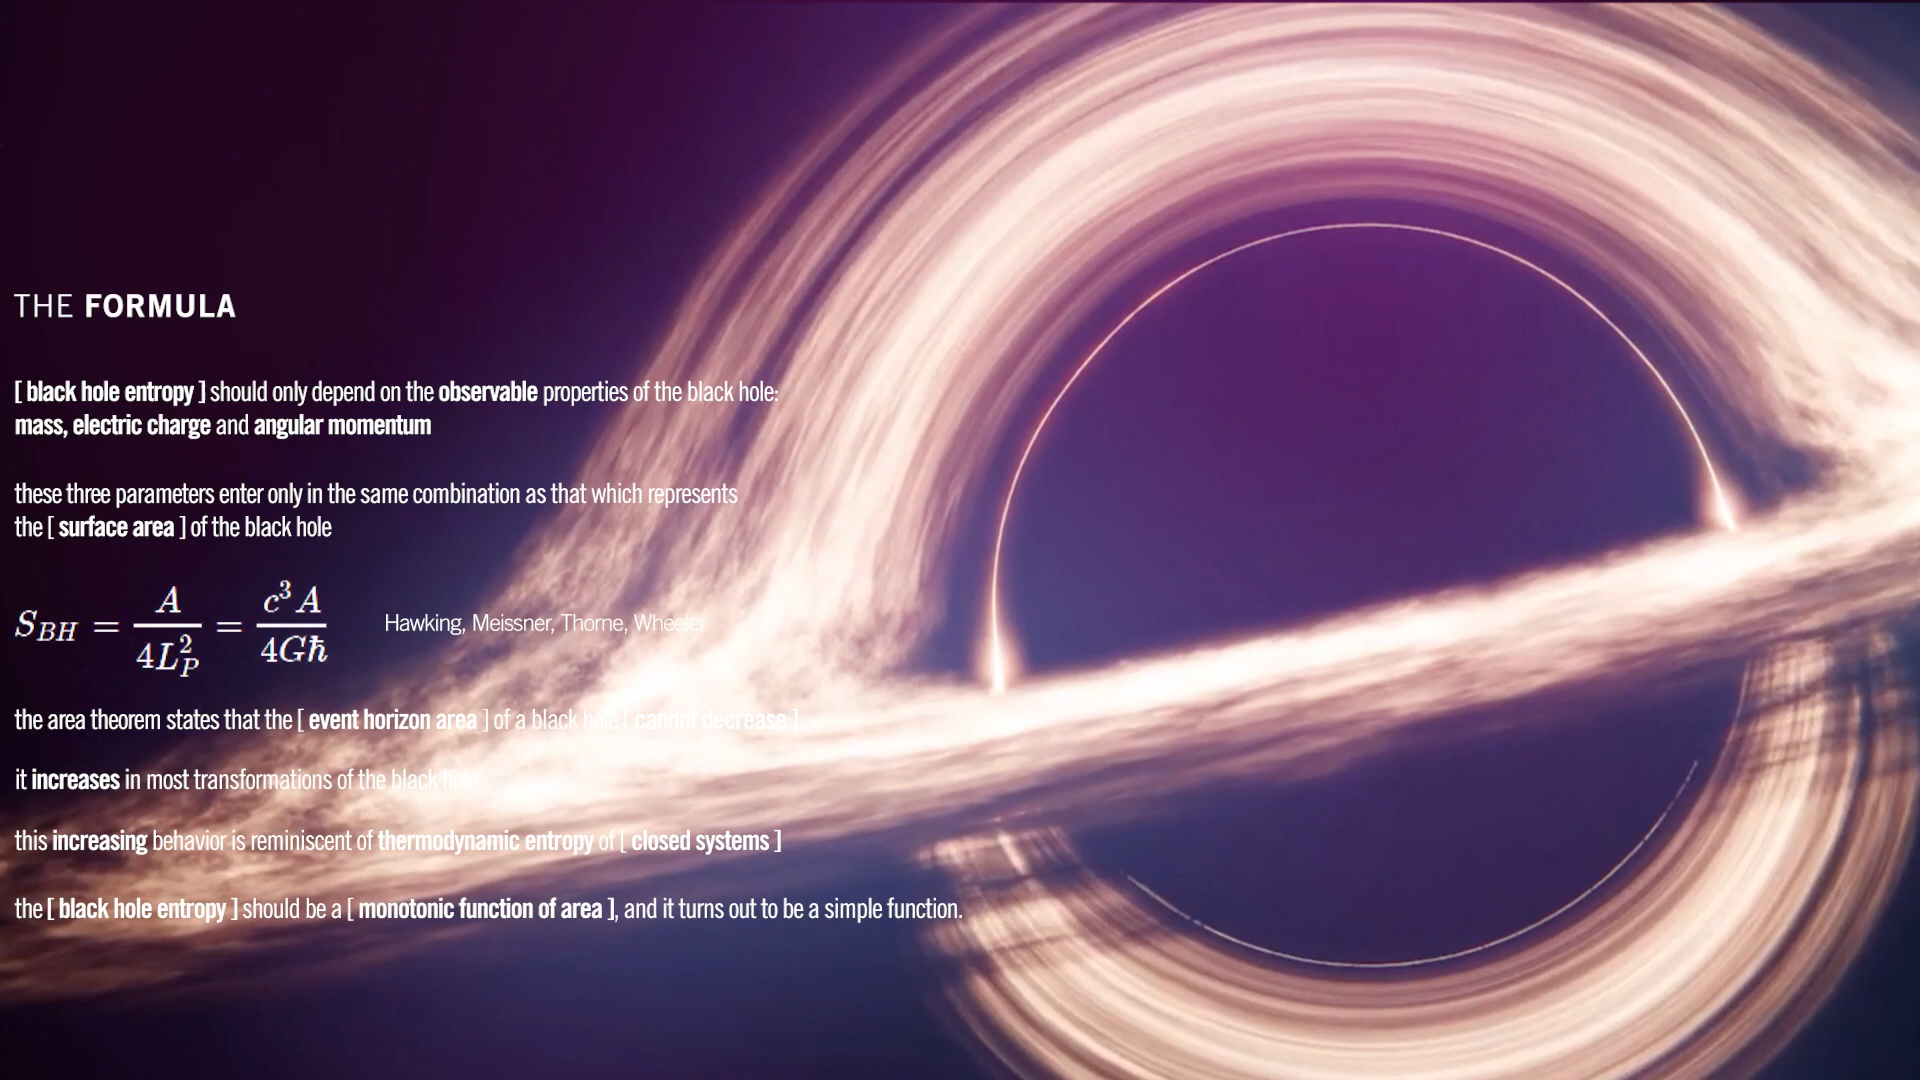 THE FORMULA
[ black hole entropy ] should only depend on the observable properties of the black hole:
mass, electric charge and angular momentum
these three parameters enter only in the same combination as that which represents
the [ surface area ] of the black hole
S_{BH} = \frac{A}{4L_P^2} = \frac{c^3 A}{4Għ}
Hawking, Meissner, Thorne, Wheeler
the area theorem states that the [ event horizon area ] of a black hole [ cannot decrease ]
it increases in most transformations of the black hole
this increasing behavior is reminiscent of thermodynamic entropy of [ closed systems ]
the [ black hole entropy ] should be a [ monotonic function of area ], and it turns out to be a simple function.